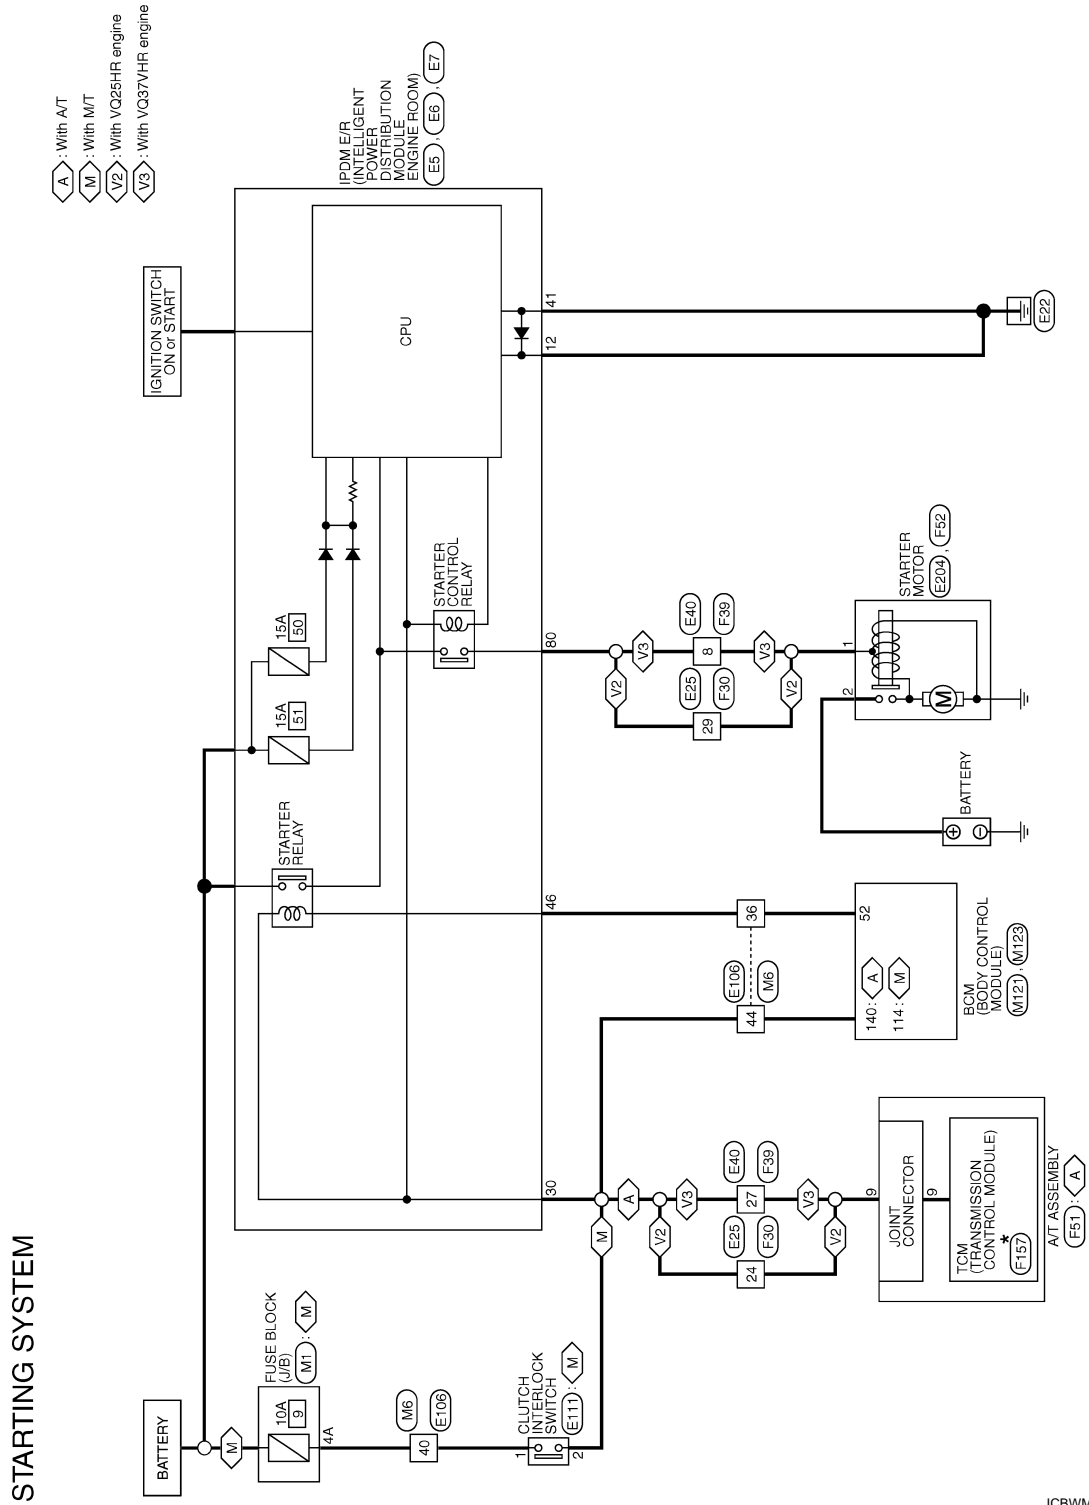 STARTING SYSTEM
A : With A/T
M : With M/T
V2 : With VQ25HR engine
V3 : With VQ37VHR engine
BATTERY
M
FUSE BLOCK
(J/B)
M1 : M
10A
9
4A
M6
40
E106
1
CLUTCH
INTERLOCK
SWITCH
E111 : M
2
IGNITION SWITCH
ON or START
IPDM E/R
(INTELLIGENT
POWER
DISTRIBUTION
MODULE
ENGINE ROOM)
E5 , E6 , E7
STARTER
RELAY
15A
51
15A
50
STARTER
CONTROL
RELAY
CPU
30
46
80
12
41
M
A
V2
V3
E25
E40
24
27
F30
F39
V2
V3
9
JOINT
CONNECTOR
9
TCM
(TRANSMISSION
CONTROL MODULE)
*
F157
A/T ASSEMBLY
F51 : A
E106
44
36
M6
52
140 : A
114 : M
BCM
(BODY CONTROL
MODULE)
M121 , M123
V2
V3
E25
E40
29
8
F30
F39
V2
V3
2
1
M
STARTER
MOTOR
E204 , F52
BATTERY
+
−
E22
JCBWM